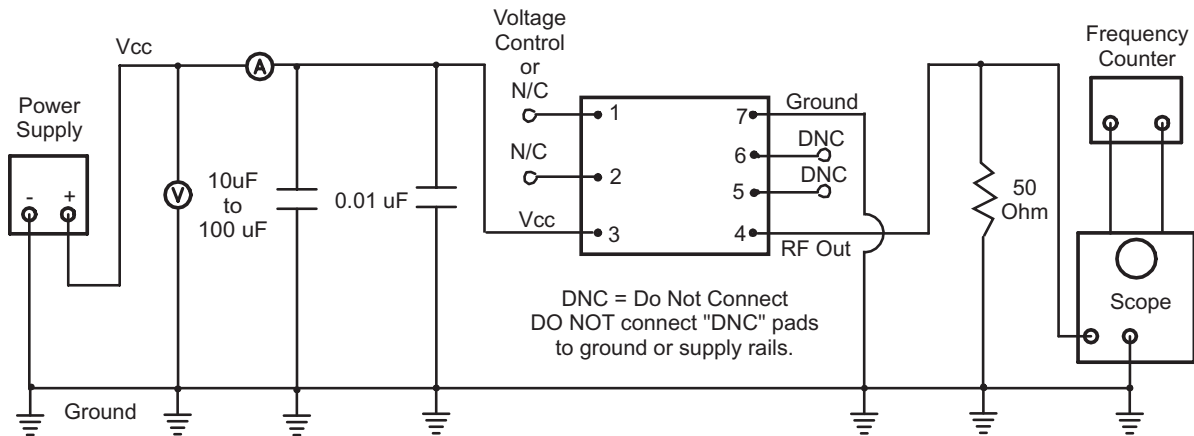 Voltage
Control
or
N/C
Frequency
Counter
Vcc
A
Power
Supply
1
7
Ground
N/C
6
DNC
2
DNC
5
- +
V
10uF
to
100 uF
0.01 uF
50
Ohm
Vcc
3
4
RF Out
DNC = Do Not Connect
DO NOT connect "DNC" pads
to ground or supply rails.
Scope
Ground